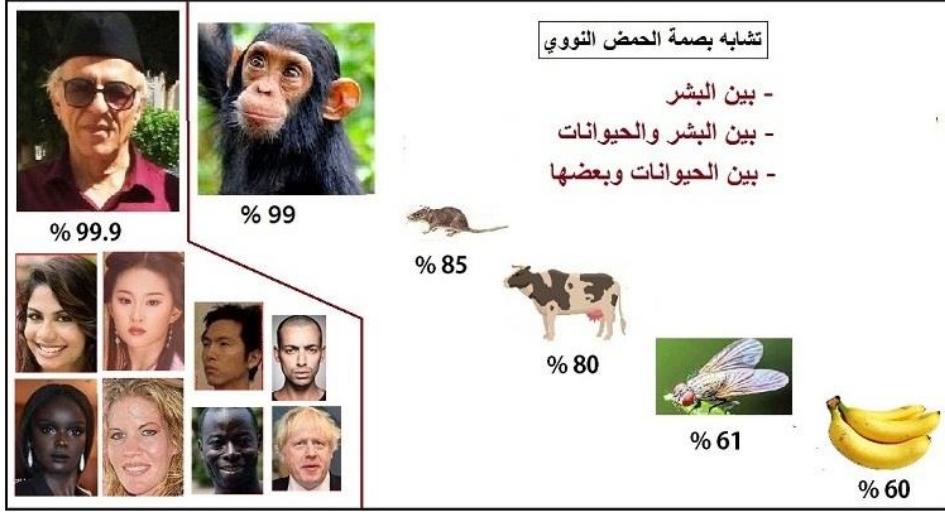 تشابه بصمة الحمض النووي
- بين البشر
- بين البشر والحيوانات
- بين الحيوانات وبعضها
% 99.9
% 99
% 85
% 80
% 61
% 60